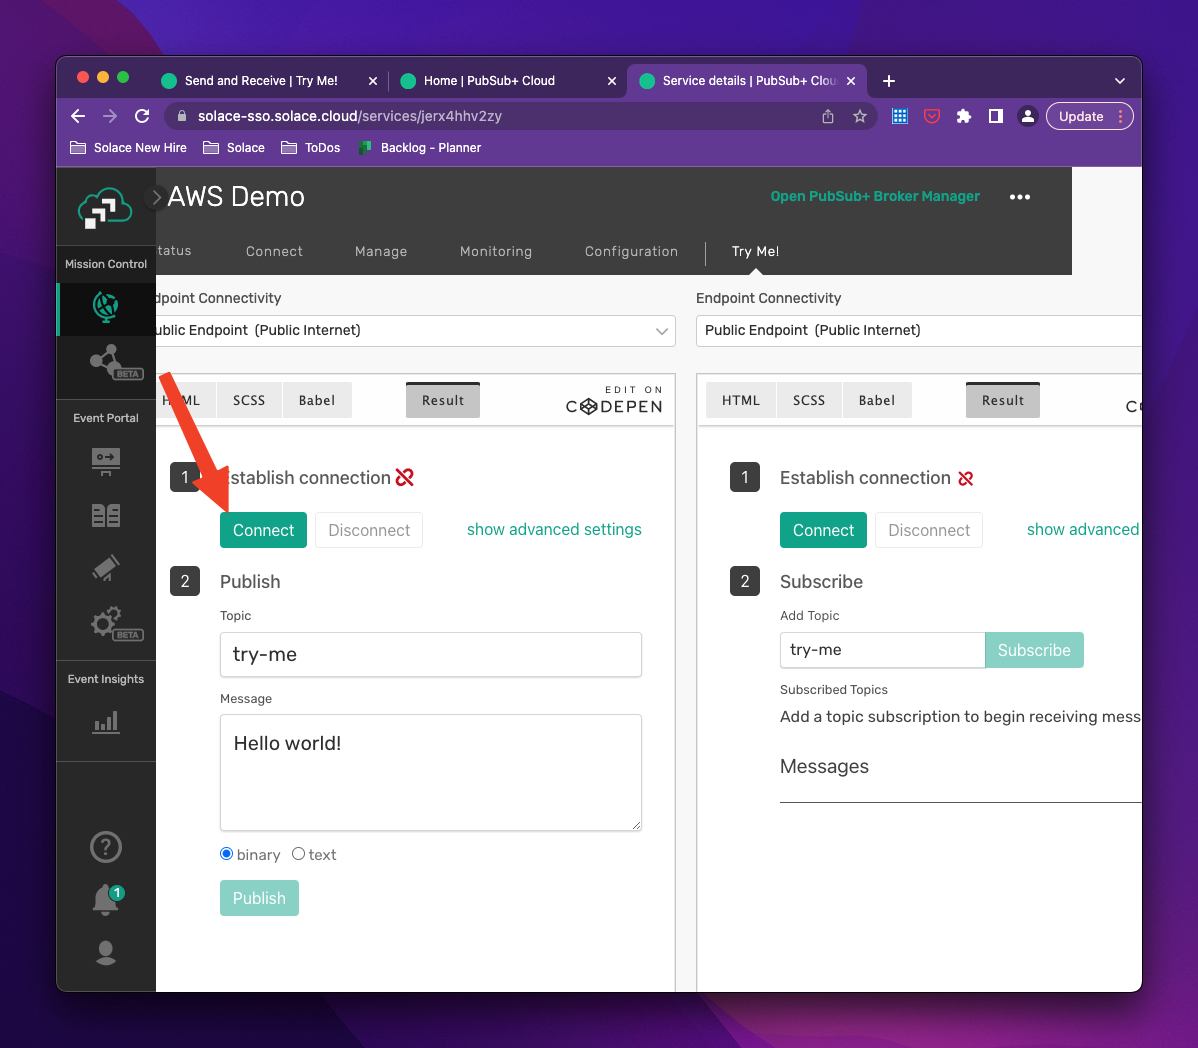 Send and Receive | Try Me!
Home | PubSub+ Cloud
Service details | PubSub+ Clou
solace-sso.solace.cloud/services/jerx4hhv2zy
Update
Solace New Hire
Solace
ToDos
Backlog - Planner
AWS Demo
Open PubSub+ Broker Manager
tatus
Connect
Manage
Monitoring
Configuration
Try Me!
Mission Control
BETA
Event Portal
BETA
Event Insights
1
dpoint Connectivity
ublic Endpoint (Public Internet)
HTML
SCSS
Babel
Result
EDIT ON
CODEPEN
1
stablish connection
Connect
Disconnect
show advanced settings
2
Publish
Topic
try-me
Message
Hello world!
binary
text
Publish
Endpoint Connectivity
Public Endpoint (Public Internet)
HTML
SCSS
Babel
Result
CO
1
Establish connection
Connect
Disconnect
show advanced
2
Subscribe
Add Topic
try-me
Subscribe
Subscribed Topics
Add a topic subscription to begin receiving mess
Messages